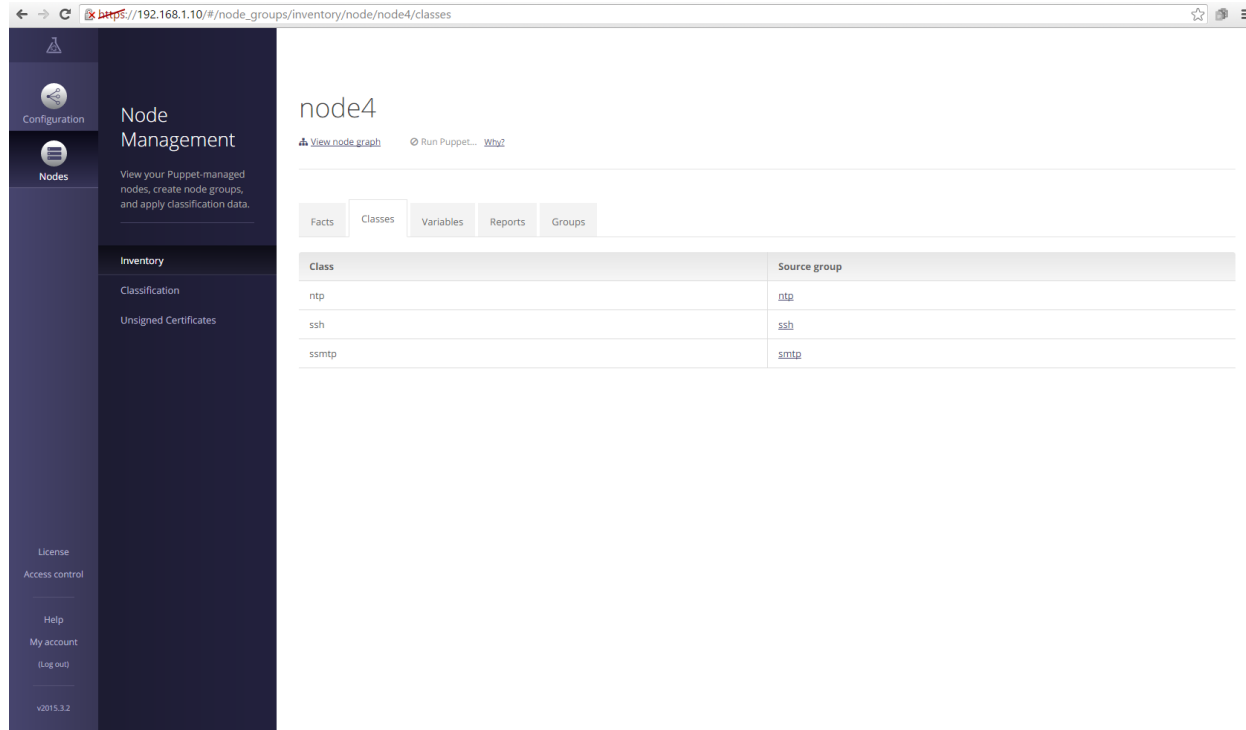 https://192.168.1.10/#/node_groups/inventory/node/node4/classes
Configuration
Nodes
License
Access control
Help
My account
(Log out)
v2015.3.2
Node
Management
View your Puppet-managed
nodes, create node groups,
and apply classification data.
Inventory
Classification
Unsigned Certificates
node4
View node graph Run Puppet... Why?
Facts Classes Variables Reports Groups
Class Source group
ntp ntp
ssh ssh
ssmtp smtp